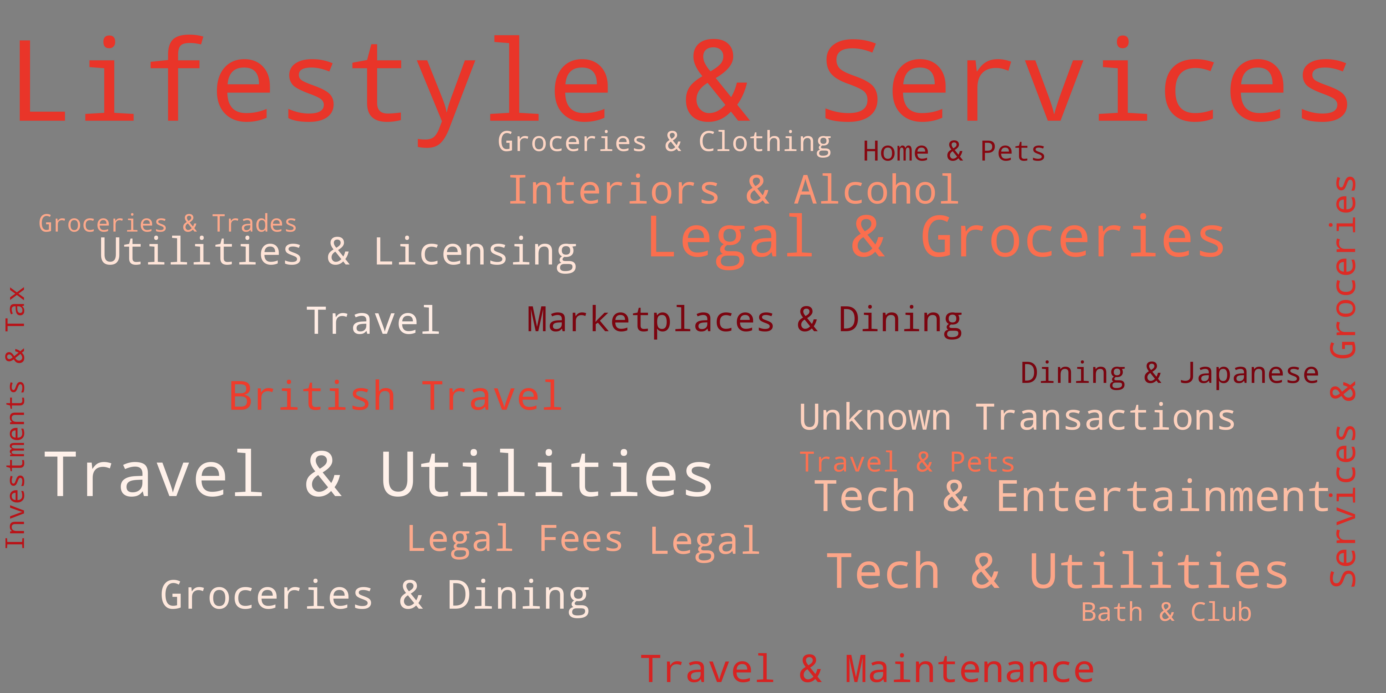 Lifestyle & Services
Groceries & Clothing
Home & Pets
Interiors & Alcohol
Groceries & Trades
Utilities & Licensing
Legal & Groceries
Investments & Tax
Travel
Marketplaces & Dining
Services & Groceries
Dining & Japanese
British Travel
Unknown Transactions
Travel & Utilities
Travel & Pets
Tech & Entertainment
Legal Fees
Legal
Tech & Utilities
Groceries & Dining
Bath & Club
Travel & Maintenance